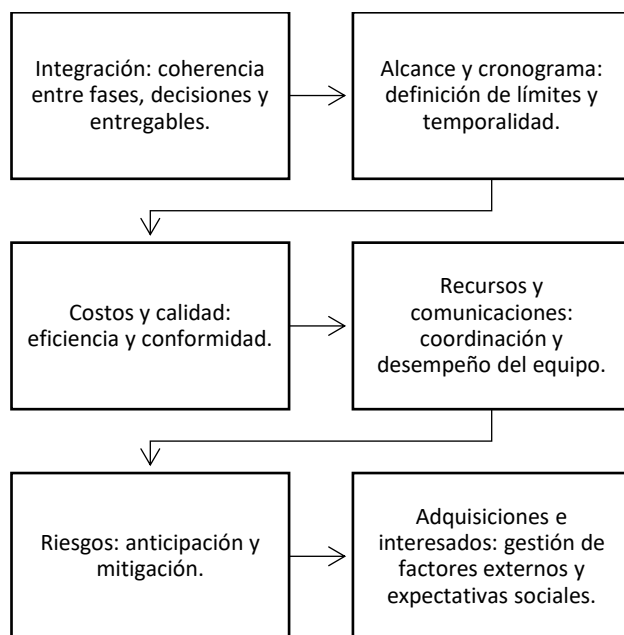 Integración: coherencia
entre fases, decisiones y
entregables.
Alcance y cronograma:
definición de límites y
temporalidad.
Costos y calidad:
eficiencia y conformidad.
Recursos y
comunicaciones:
coordinación y
desempeño del equipo.
Riesgos: anticipación y
mitigación.
Adquisiciones e
interesados: gestión de
factores externos y
expectativas sociales.